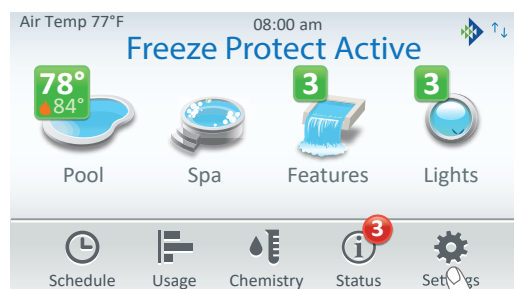 Air Temp 77°F
08:00 am
Freeze Protect Active
78°
84°
3
3
Pool
Spa
Features
Lights
3
Schedule
Usage
Chemistry
Status